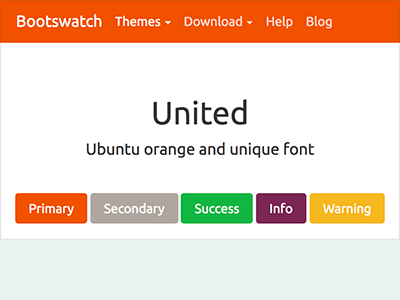 Bootswatch Themes Download Help Blog
United
Ubuntu orange and unique font
Primary Secondary Success Info Warning